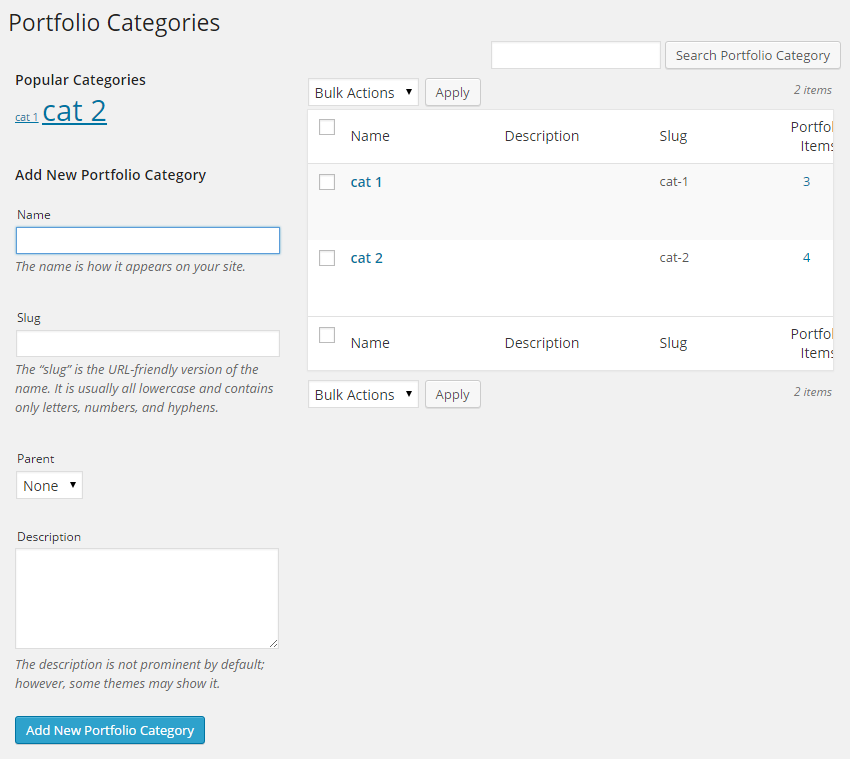 Portfolio Categories
Search Portfolio Category
Popular Categories
cat 1 cat 2
Add New Portfolio Category
Name
The name is how it appears on your site.
Slug
The “slug” is the URL-friendly version of the
name. It is usually all lowercase and contains
only letters, numbers, and hyphens.
Parent
None
Description
The description is not prominent by default;
however, some themes may show it.
Add New Portfolio Category
Bulk Actions Apply 2 items
Name Description Slug Portfol
Items
cat 1 cat-1 3
cat 2 cat-2 4
Name Description Slug Portfol
Items
Bulk Actions Apply 2 items